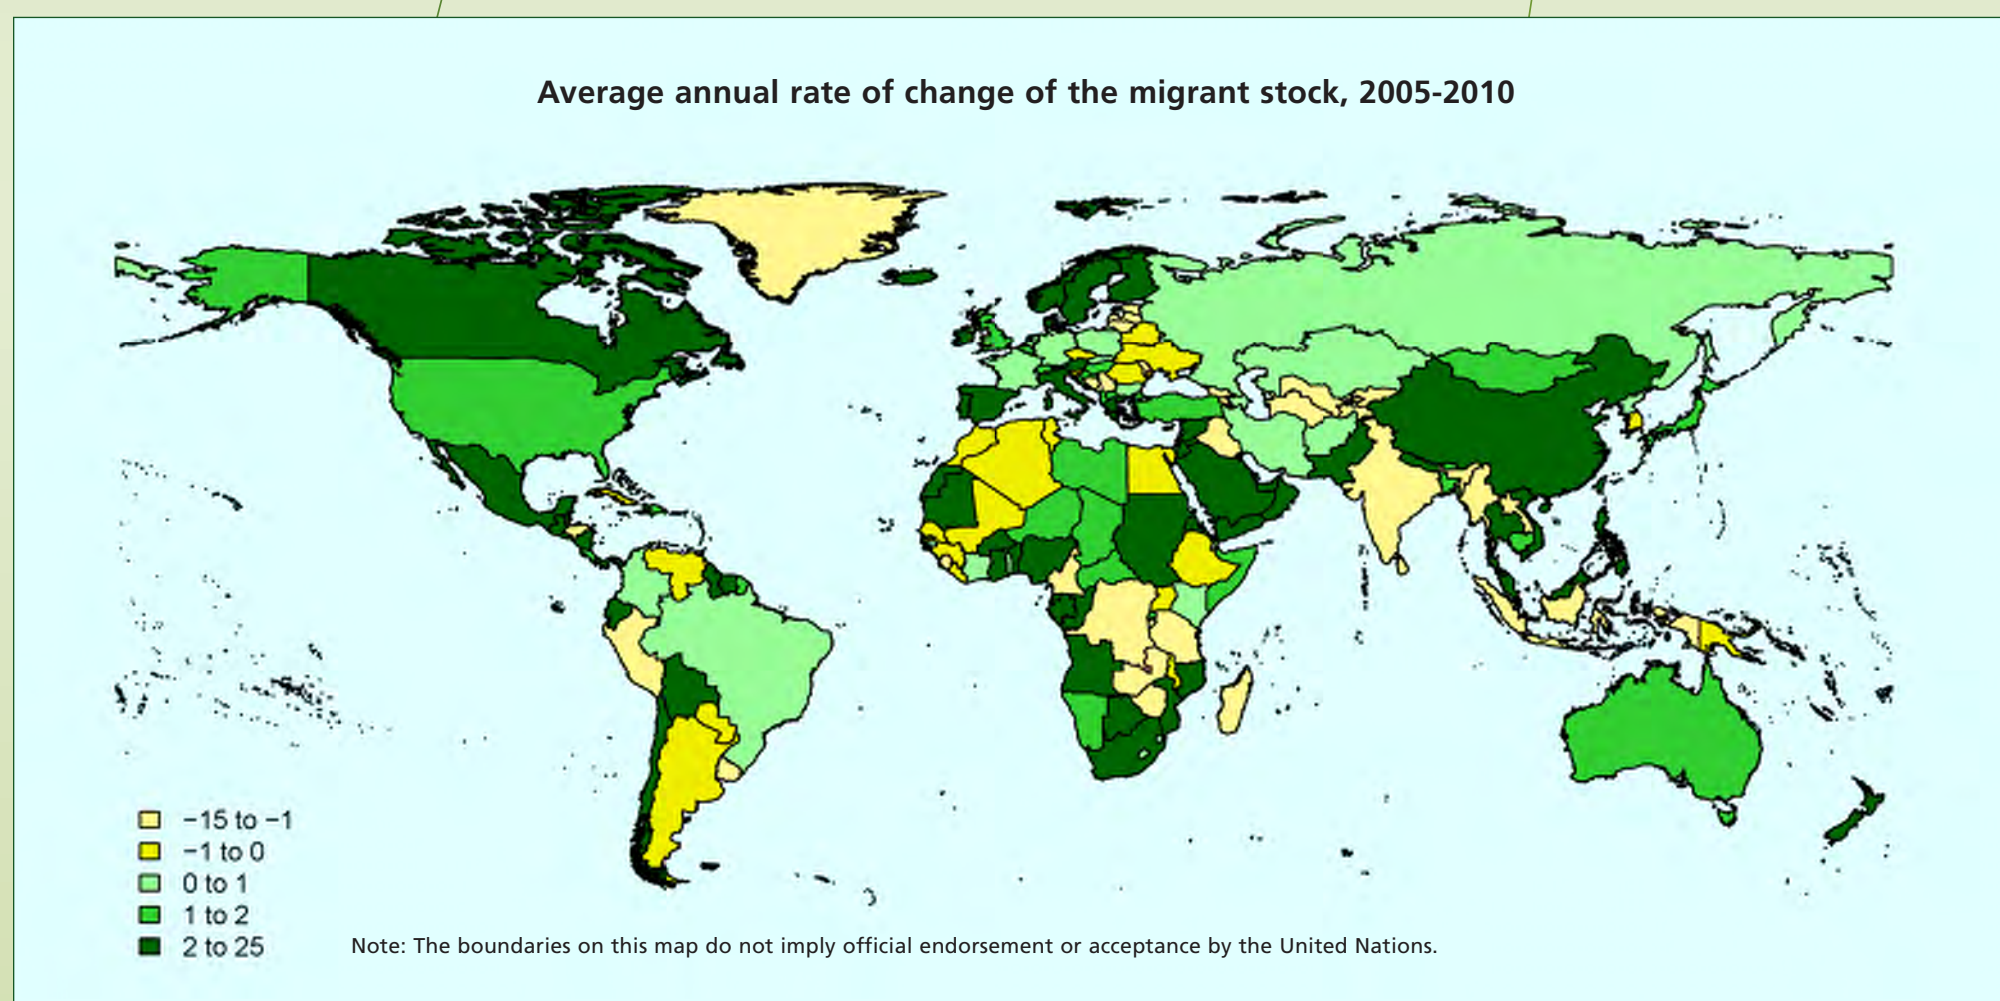 Average annual rate of change of the migrant stock, 2005-2010
−15 to −1
−1 to 0
0 to 1
1 to 2
2 to 25
Note: The boundaries on this map do not imply official endorsement or acceptance by the United Nations.